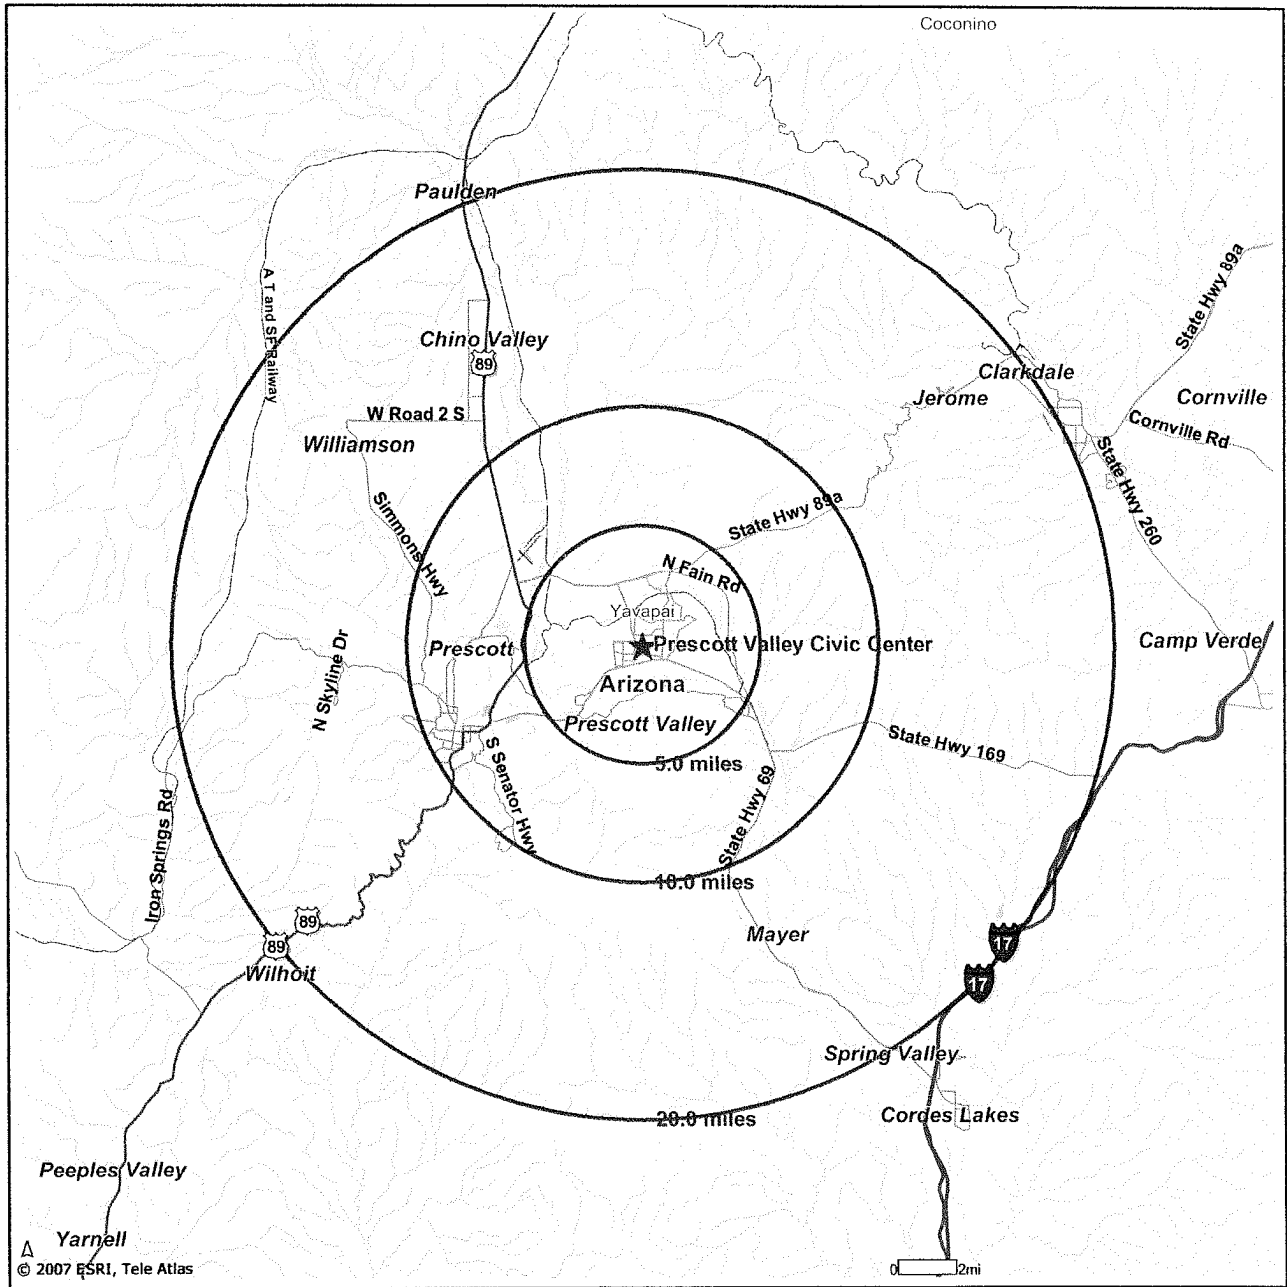 Coconino
Paulden
State Hwy 89a
A T and SF Railway
Chino Valley
89
Clarkdale
Jerome
Cornville
W Road 2 S
Cornville Rd
Williamson
State Hwy 260
Simmons Hwy
State Hwy 89a
N Fain Rd
Yavapai
Prescott
Prescott Valley Civic Center
Camp Verde
N Skyline Dr
Arizona
Prescott Valley
State Hwy 169
5.0 miles
S Senator Hwy
State Hwy 69
Iron Springs Rd
10.0 miles
89
89
Mayer
17
Wilhoit
17
Spring Valley
20.0 miles
Cordes Lakes
Peeples Valley
Yarnell
© 2007 ESRI, Tele Atlas
0 2mi